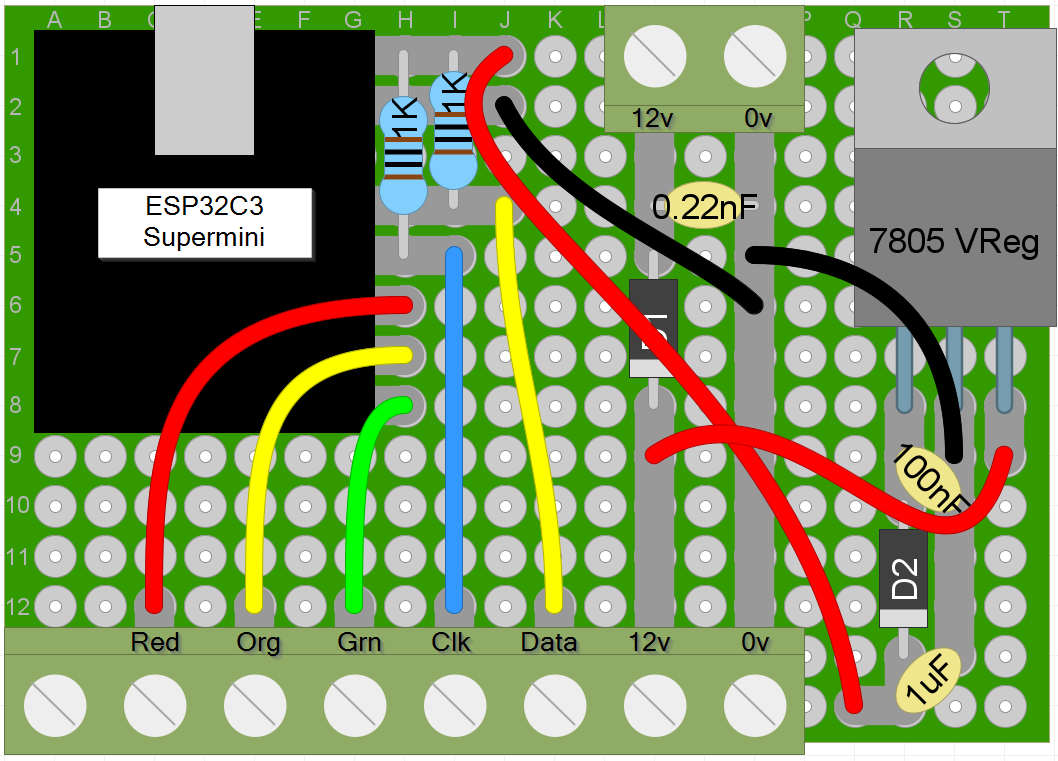 A B C E F G H I J K L P Q R S T
1
2
3
4
5
6
7
8
9
10
11
12
1K
1K
12v 0v
ESP32C3
Supermini
0.22nF
7805 VReg
100nF
D2
1uF
Red Org Grn Clk Data 12v 0v